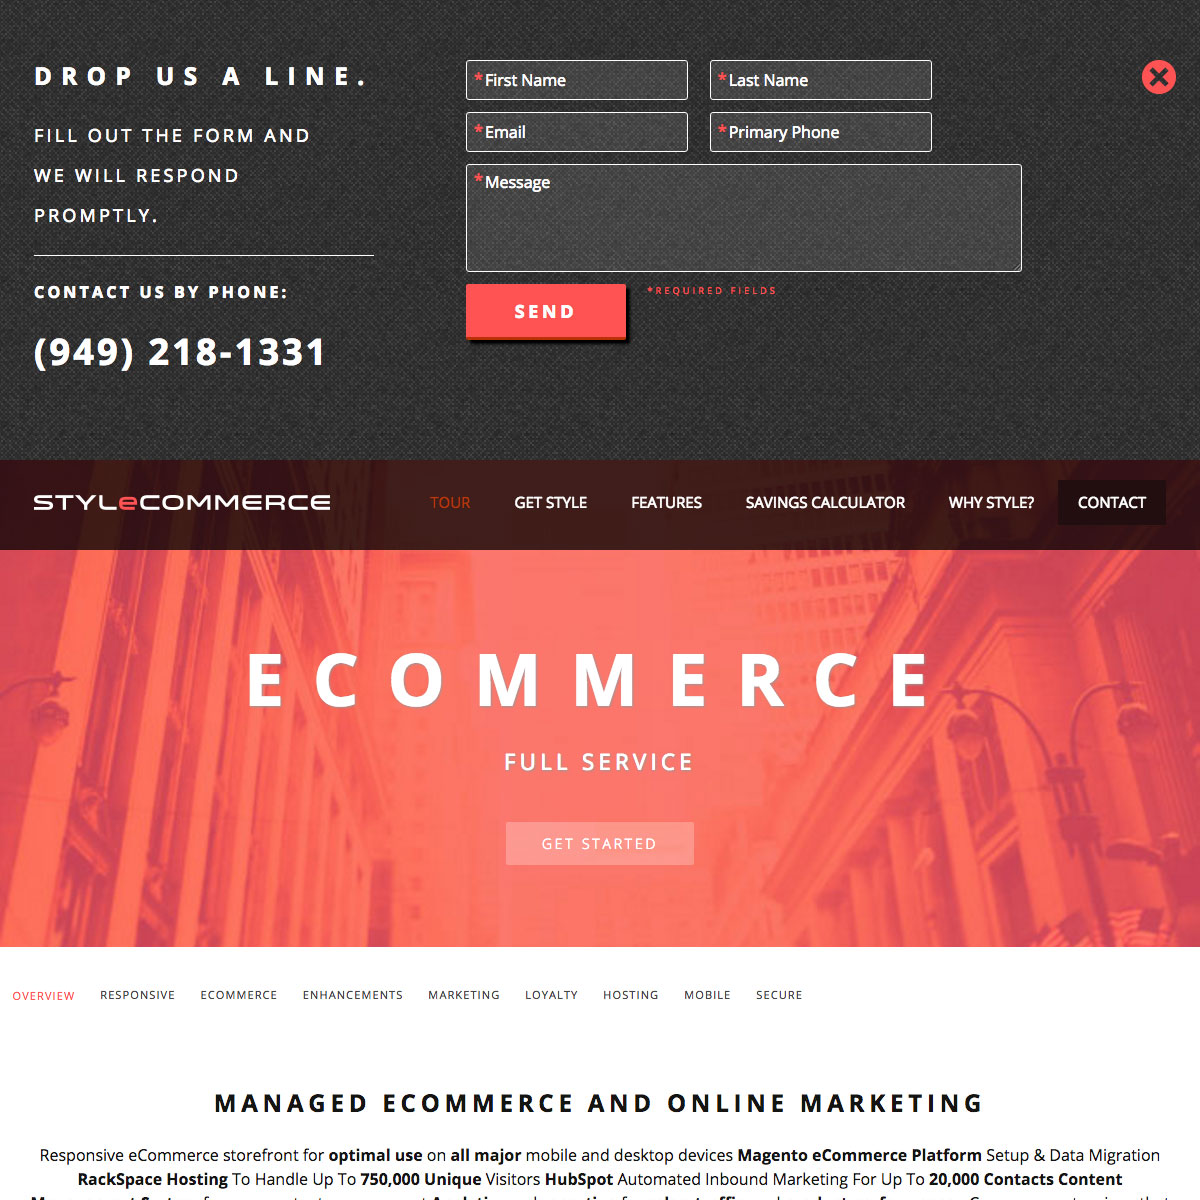 DROP US A LINE.
FILL OUT THE FORM AND
WE WILL RESPOND
PROMPTLY.
CONTACT US BY PHONE:
(949) 218-1331
*First Name
*Last Name
*Email
*Primary Phone
*Message
SEND
*REQUIRED FIELDS
STYLeCOMMERCE
TOUR
GET STYLE
FEATURES
SAVINGS CALCULATOR
WHY STYLE?
CONTACT
ECOMMERCE
FULL SERVICE
GET STARTED
OVERVIEW
RESPONSIVE
ECOMMERCE
ENHANCEMENTS
MARKETING
LOYALTY
HOSTING
MOBILE
SECURE
MANAGED ECOMMERCE AND ONLINE MARKETING
Responsive eCommerce storefront for optimal use on all major mobile and desktop devices Magento eCommerce Platform Setup & Data Migration
RackSpace Hosting To Handle Up To 750,000 Unique Visitors HubSpot Automated Inbound Marketing For Up To 20,000 Contacts Content